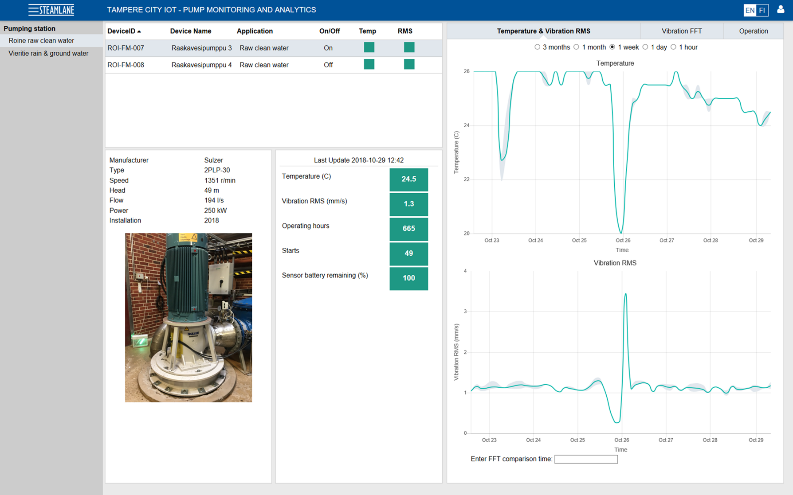 STEAMLANE
TAMPERE CITY IOT - PUMP MONITORING AND ANALYTICS
EN FI
Pumping station
Roine raw clean water
Vientie rain & ground water
DeviceID Device Name Application On/Off Temp RMS
ROI-FM-007 Raakavesipumppu 3 Raw clean water On
ROI-FM-008 Raakavesipumppu 4 Raw clean water Off
Manufacturer Sulzer
Type 2PLP-30
Speed 1351 r/min
Head 49 m
Flow 194 l/s
Power 250 kW
Installation 2018
Last Update 2018-10-29 12.42
Temperature (C) 24.5
Vibration RMS (mm/s) 1.3
Operating hours 665
Starts 49
Sensor battery remaining (%) 100
Temperature & Vibration RMS Vibration FFT Operation
3 months 1 month 1 week 1 day 1 hour
Temperature
26
24
22
20
Temperature (C)
Oct 23 Oct 24 Oct 25 Oct 26 Oct 27 Oct 28 Oct 29
Time
Vibration RMS
4
3
2
1
0
Vibration RMS (mm/s)
Oct 23 Oct 24 Oct 25 Oct 26 Oct 27 Oct 28 Oct 29
Time
Enter FFT comparison time: